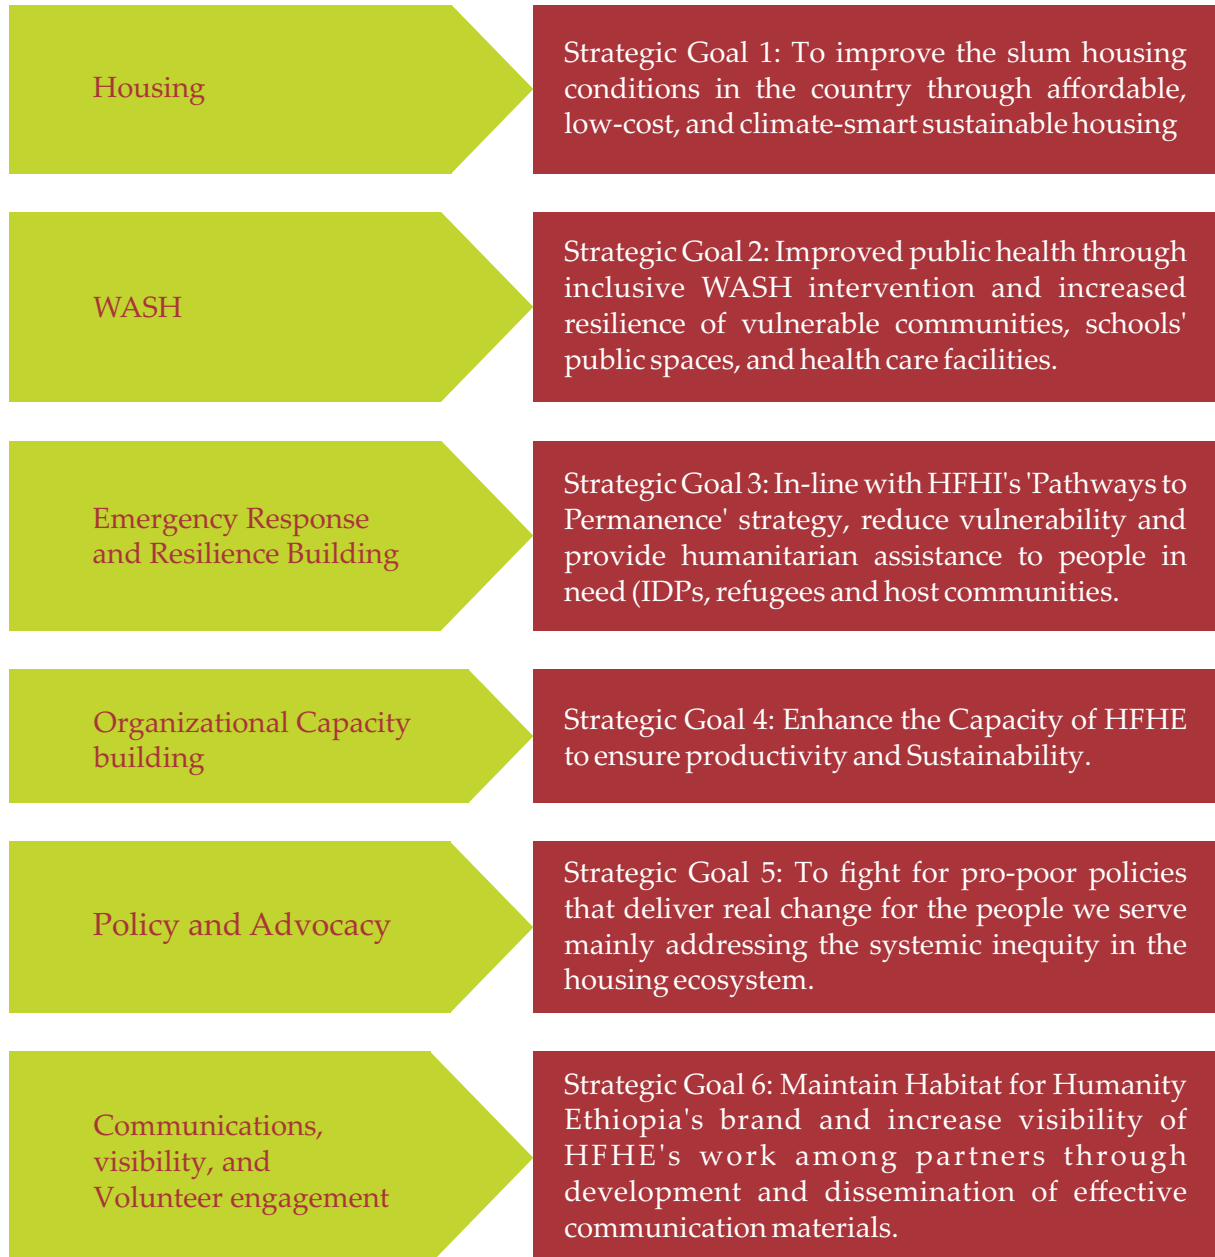 Housing
Strategic Goal 1: To improve the slum housing
conditions in the country through affordable,
low-cost, and climate-smart sustainable housing
WASH
Strategic Goal 2: Improved public health through
inclusive WASH intervention and increased
resilience of vulnerable communities, schools'
public spaces, and health care facilities.
Emergency Response
and Resilience Building
Strategic Goal 3: In-line with HFHI's 'Pathways to
Permanence' strategy, reduce vulnerability and
provide humanitarian assistance to people in
need (IDPs, refugees and host communities.
Organizational Capacity
building
Strategic Goal 4: Enhance the Capacity of HFHE
to ensure productivity and Sustainability.
Policy and Advocacy
Strategic Goal 5: To fight for pro-poor policies
that deliver real change for the people we serve
mainly addressing the systemic inequity in the
housing ecosystem.
Communications,
visibility, and
Volunteer engagement
Strategic Goal 6: Maintain Habitat for Humanity
Ethiopia's brand and increase visibility of
HFHE's work among partners through
development and dissemination of effective
communication materials.